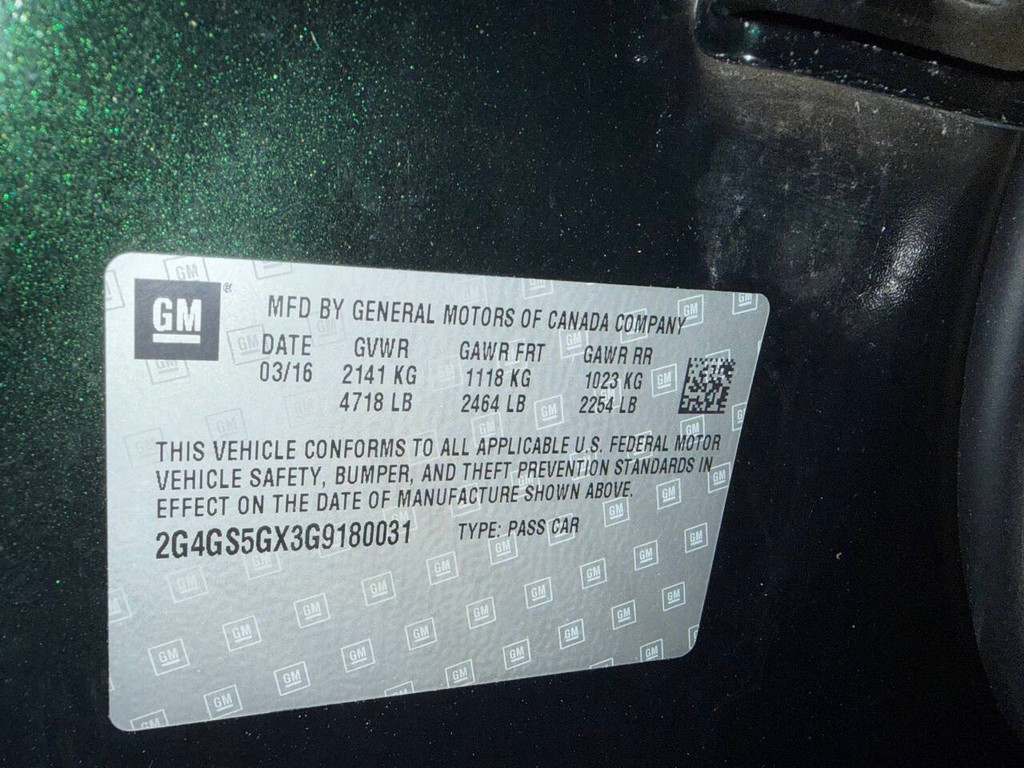 GM®
MFD BY GENERAL MOTORS OF CANADA COMPANY
DATE GVWR GAWR FRT GAWR RR
03/16 2141 KG 1118 KG 1023 KG
4718 LB 2464 LB 2254 LB
THIS VEHICLE CONFORMS TO ALL APPLICABLE U.S. FEDERAL MOTOR
VEHICLE SAFETY, BUMPER, AND THEFT PREVENTION STANDARDS IN
EFFECT ON THE DATE OF MANUFACTURE SHOWN ABOVE.
2G4GS5GX3G9180031 TYPE: PASS CAR